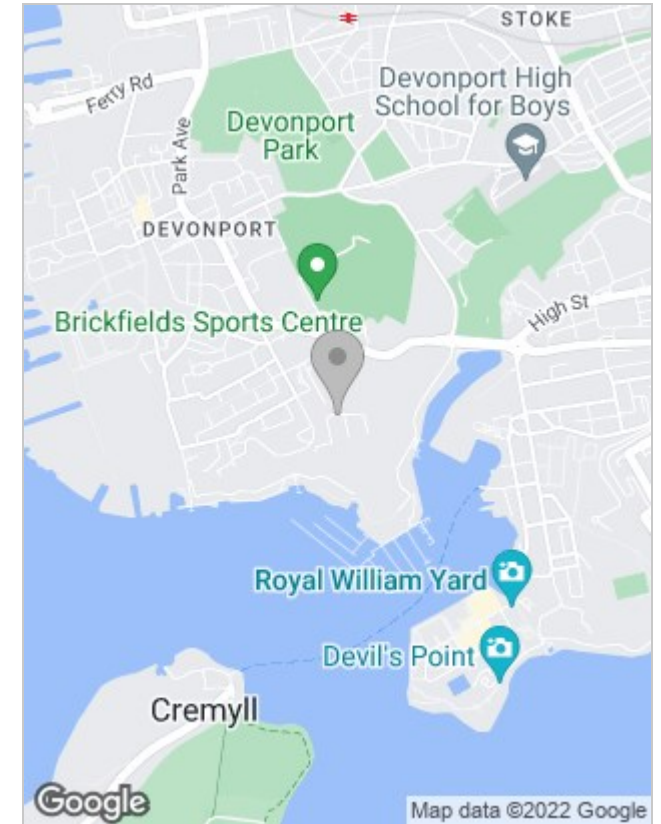 STOKE
Ferry Rd
Devonport High
School for Boys
Devonport
Park
Park Ave
DEVONPORT
Brickfields Sports Centre
High St
Royal William Yard
Devil's Point
Cremyll
Google
Map data ©2022 Google